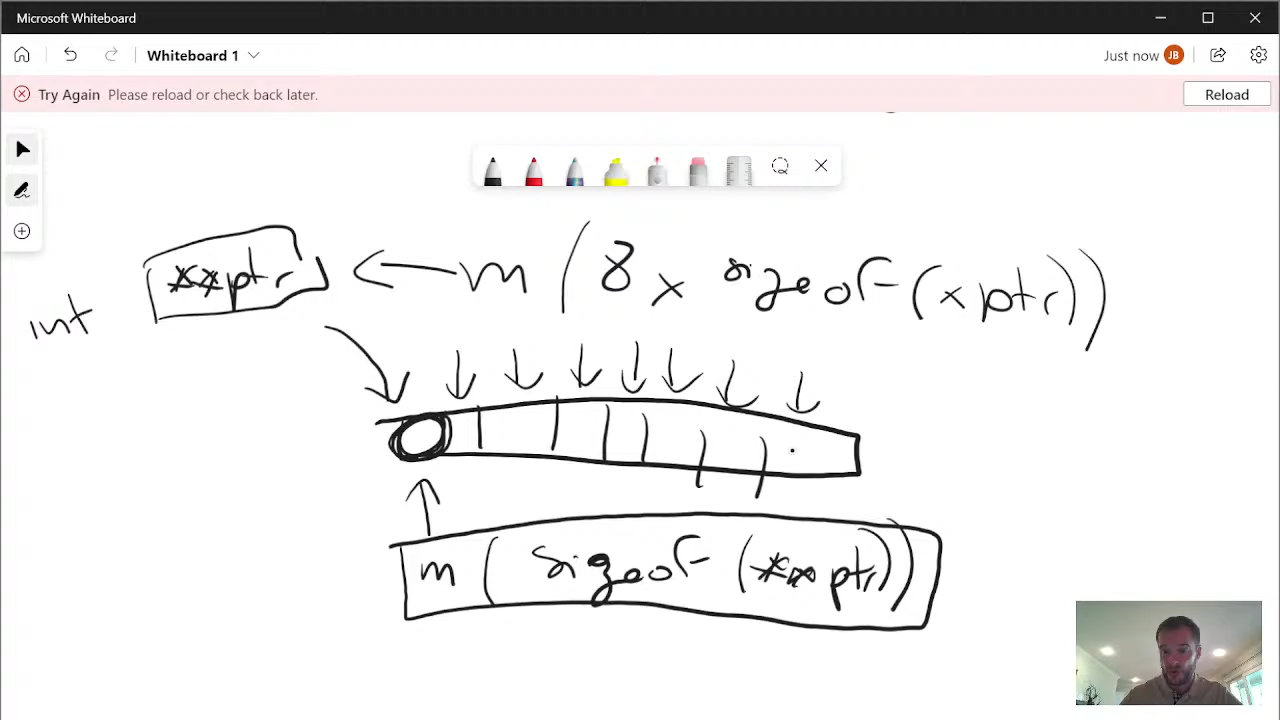 Microsoft Whiteboard
Whiteboard 1
Just now JB
Try Again Please reload or check back later.
Reload
int **ptr ← m ( 8 x sizeof (*ptr))
m ( sizeof (**ptr))